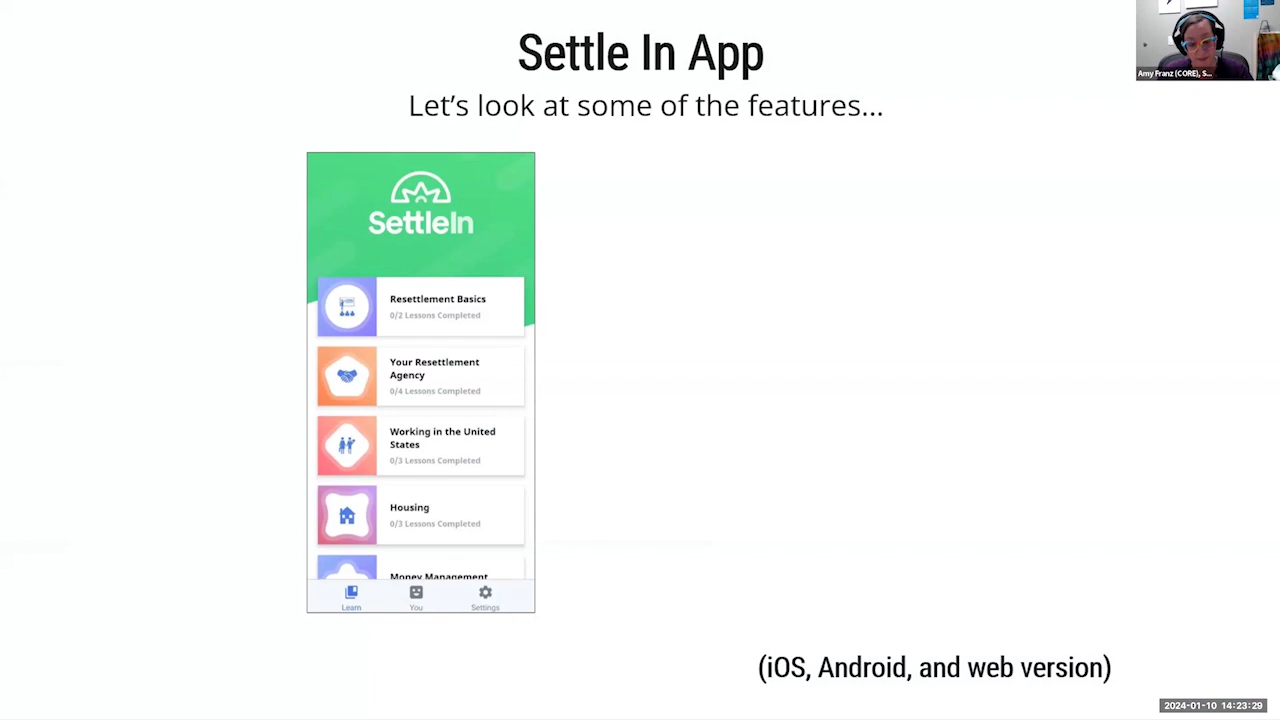 Settle In App
Let's look at some of the features...
Amy Franz (CORE), S...
SettleIn
Resettlement Basics
0/2 Lessons Completed
Your Resettlement
Agency
0/4 Lessons Completed
Working in the United
States
0/3 Lessons Completed
Housing
0/3 Lessons Completed
Money Management
Learn
You
Settings
(iOS, Android, and web version)
2024-01-10 14:23:29